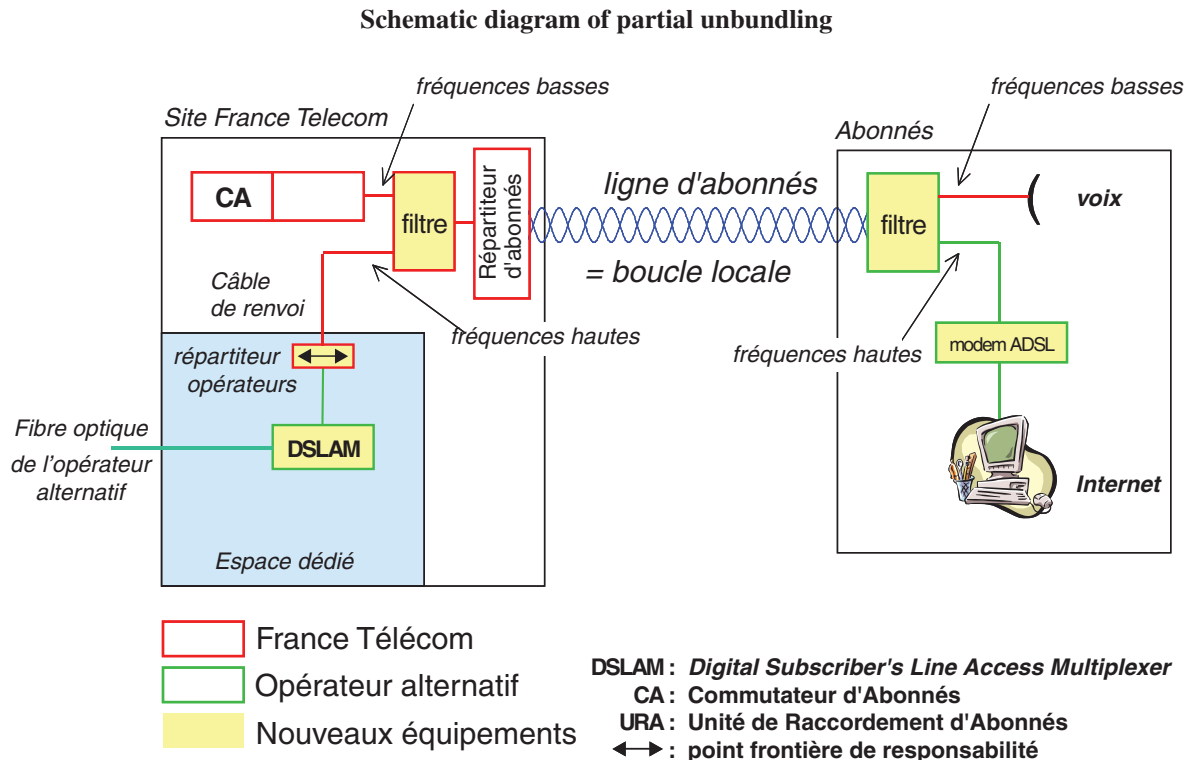 Schematic diagram of partial unbundling
fréquences basses
fréquences basses
Site France Telecom
Abonnés
CA
filtre
Répartiteur
d'abonnés
ligne d'abonnés
= boucle locale
filtre
voix
Câble
de renvoi
fréquences hautes
fréquences hautes
modem ADSL
répartiteur
opérateurs
Fibre optique
de l'opérateur
alternatif
DSLAM
Internet
Espace dédié
France Télécom
Opérateur alternatif
Nouveaux équipements
DSLAM : Digital Subscriber's Line Access Multiplexer
CA : Commutateur d'Abonnés
URA : Unité de Raccordement d'Abonnés
: point frontière de responsabilité